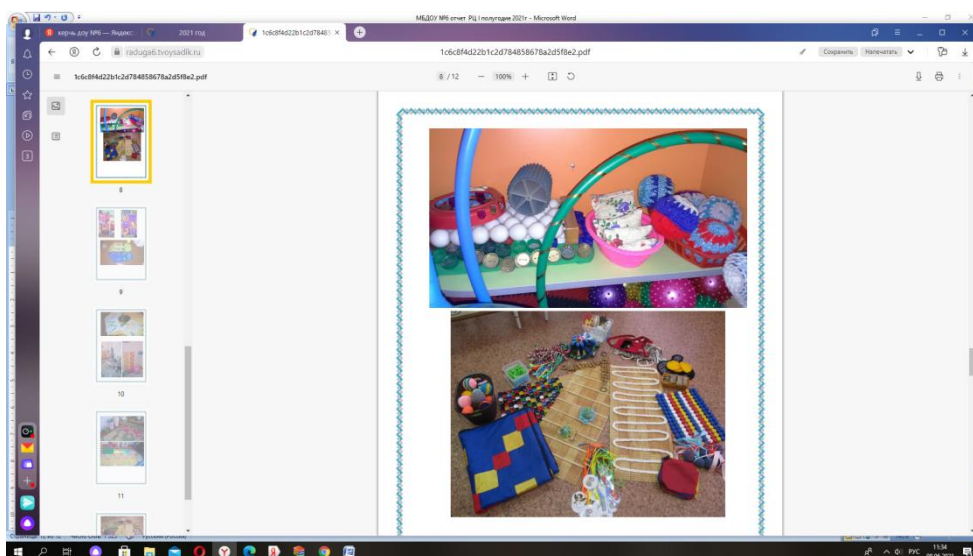 МБДОУ №6 отчет РЦ I полугодие 2021г - Microsoft Word
керчь доу №6 — Яндекс
2021 год
1c6c8f4d22b1c2d78485
raduga6.tvoysadik.ru
1c6c8f4d22b1c2d784858678a2d5f8e2.pdf
Сохранить
Напечатать
1c6c8f4d22b1c2d784858678a2d5f8e2.pdf
8 / 12
100%
8
9
10
11
РУС
11:34